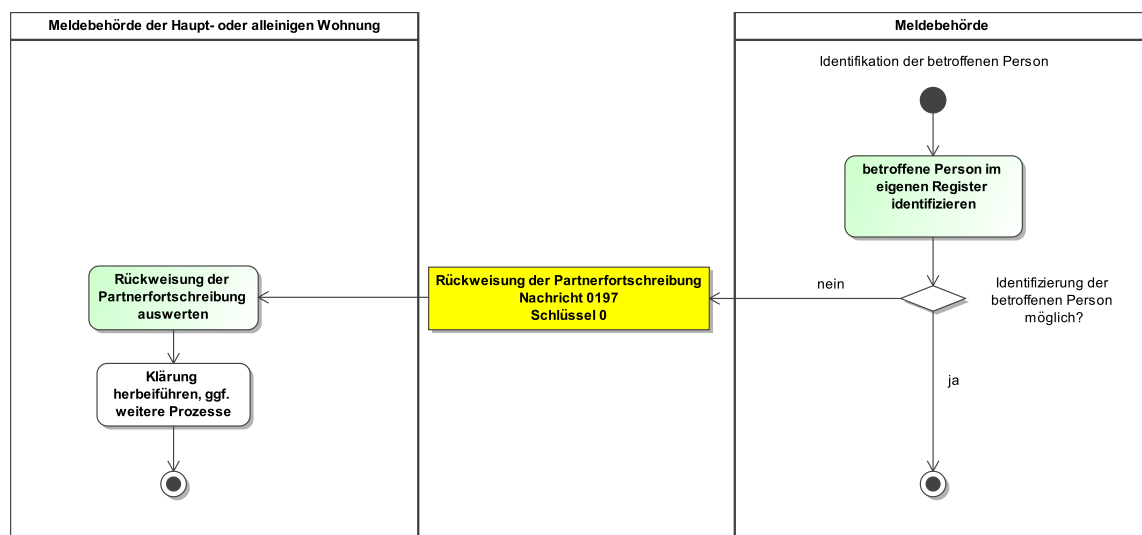 Meldebehörde der Haupt- oder alleinigen Wohnung
Meldebehörde
Identifikation der betroffenen Person
betroffene Person im
eigenen Register
identifizieren
Identifizierung der
betroffenen Person
möglich?
nein
ja
Rückweisung der Partnerfortschreibung
Nachricht 0197
Schlüssel 0
Rückweisung der
Partnerfortschreibung
auswerten
Klärung
herbeiführen, ggf.
weitere Prozesse